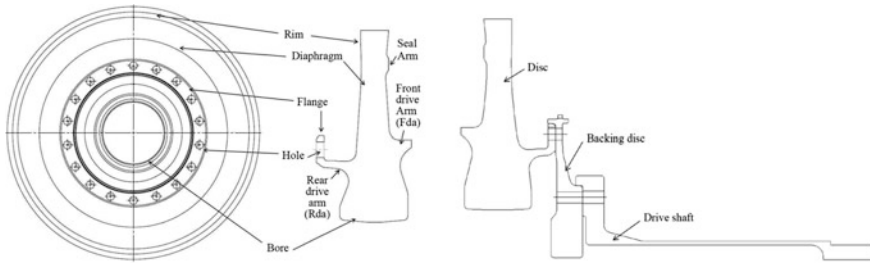 Rim
Diaphragm
Flange
Hole
Rear
drive
arm
(Rda)
Bore
Seal
Arm
Front
drive
Arm
(Fda)
Disc
Backing disc
Drive shaft